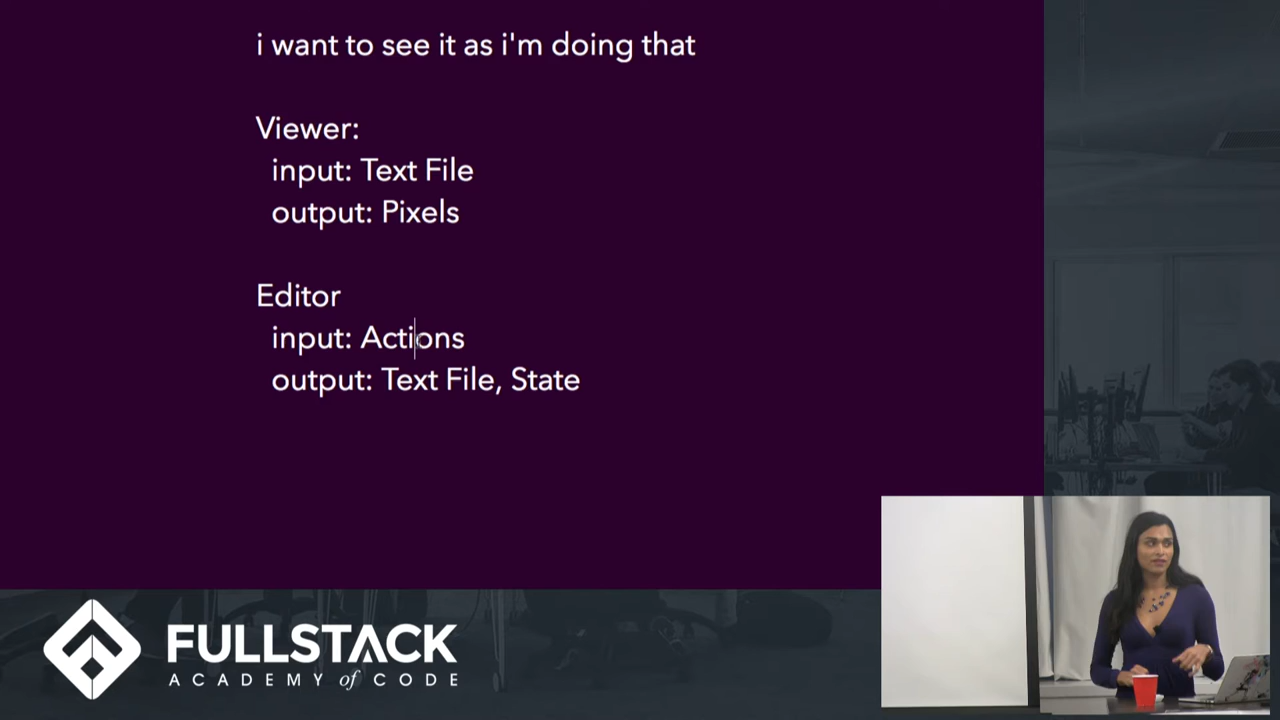 i want to see it as i'm doing that
Viewer:
input: Text File
output: Pixels
Editor
input: Actions
output: Text File, State
FULLSTACK
ACADEMY of CODE